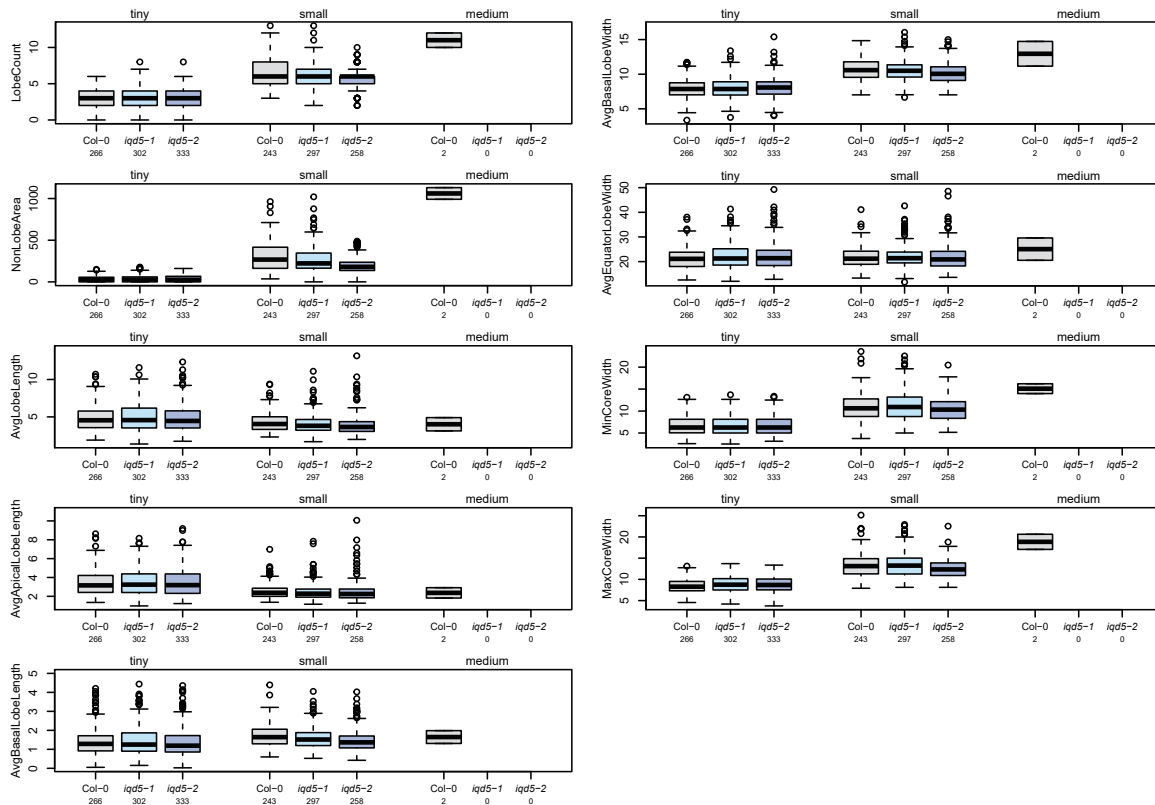 tiny small medium
LobeCount
0 5 10
Col−0 iqd5−1 iqd5−2 Col−0 iqd5−1 iqd5−2 Col−0 iqd5−1 iqd5−2
266 302 333 243 297 258 2 0 0
tiny small medium
NonLobeArea
0 500 1000
Col−0 iqd5−1 iqd5−2 Col−0 iqd5−1 iqd5−2 Col−0 iqd5−1 iqd5−2
266 302 333 243 297 258 2 0 0
tiny small medium
AvgLobeLength
5 10
Col−0 iqd5−1 iqd5−2 Col−0 iqd5−1 iqd5−2 Col−0 iqd5−1 iqd5−2
266 302 333 243 297 258 2 0 0
tiny small medium
AvgApicalLobeLength
2 4 6 8
Col−0 iqd5−1 iqd5−2 Col−0 iqd5−1 iqd5−2 Col−0 iqd5−1 iqd5−2
266 302 333 243 297 258 2 0 0
tiny small medium
AvgBasalLobeLength
0 1 2 3 4 5
Col−0 iqd5−1 iqd5−2 Col−0 iqd5−1 iqd5−2 Col−0 iqd5−1 iqd5−2
266 302 333 243 297 258 2 0 0
tiny small medium
AvgBasalLobeWidth
5 10 15
Col−0 iqd5−1 iqd5−2 Col−0 iqd5−1 iqd5−2 Col−0 iqd5−1 iqd5−2
266 302 333 243 297 258 2 0 0
tiny small medium
AvgEquatorLobeWidth
20 30 40 50
Col−0 iqd5−1 iqd5−2 Col−0 iqd5−1 iqd5−2 Col−0 iqd5−1 iqd5−2
266 302 333 243 297 258 2 0 0
tiny small medium
MinCoreWidth
5 10 20
Col−0 iqd5−1 iqd5−2 Col−0 iqd5−1 iqd5−2 Col−0 iqd5−1 iqd5−2
266 302 333 243 297 258 2 0 0
tiny small medium
MaxCoreWidth
5 10 20
Col−0 iqd5−1 iqd5−2 Col−0 iqd5−1 iqd5−2 Col−0 iqd5−1 iqd5−2
266 302 333 243 297 258 2 0 0